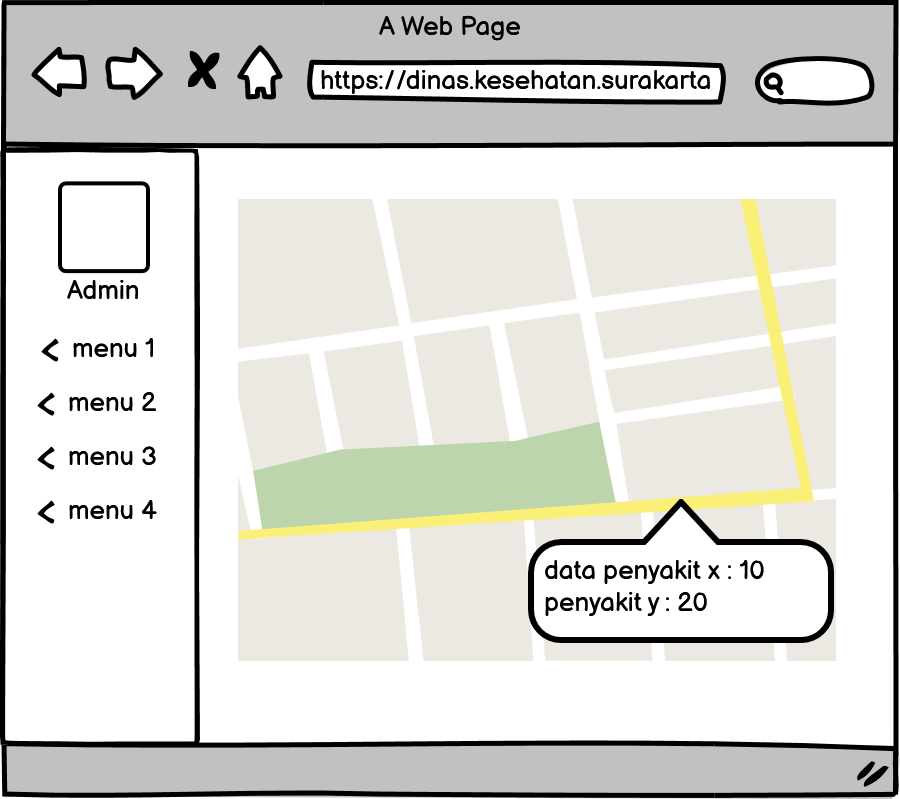 A Web Page
https://dinas.kesehatan.surakarta
Admin
menu 1
menu 2
menu 3
menu 4
data penyakit x : 10
penyakit y : 20